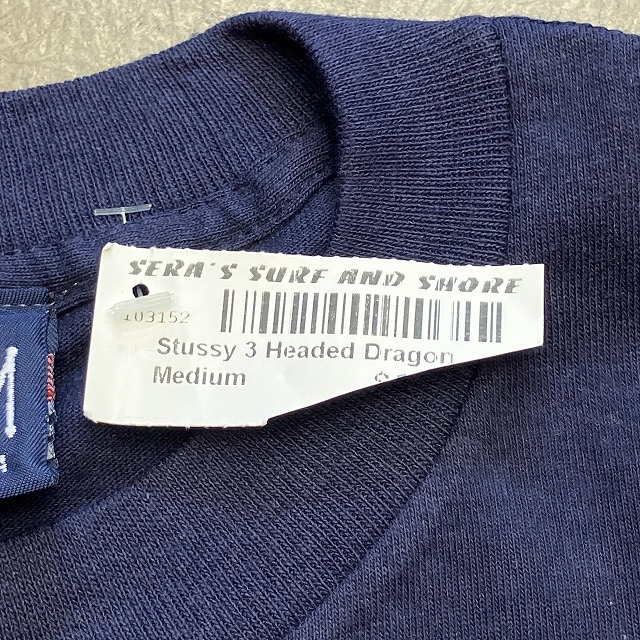 SERA'S SURF AND SHORE
103152
Stussy 3 Headed Dragon
Medium
M